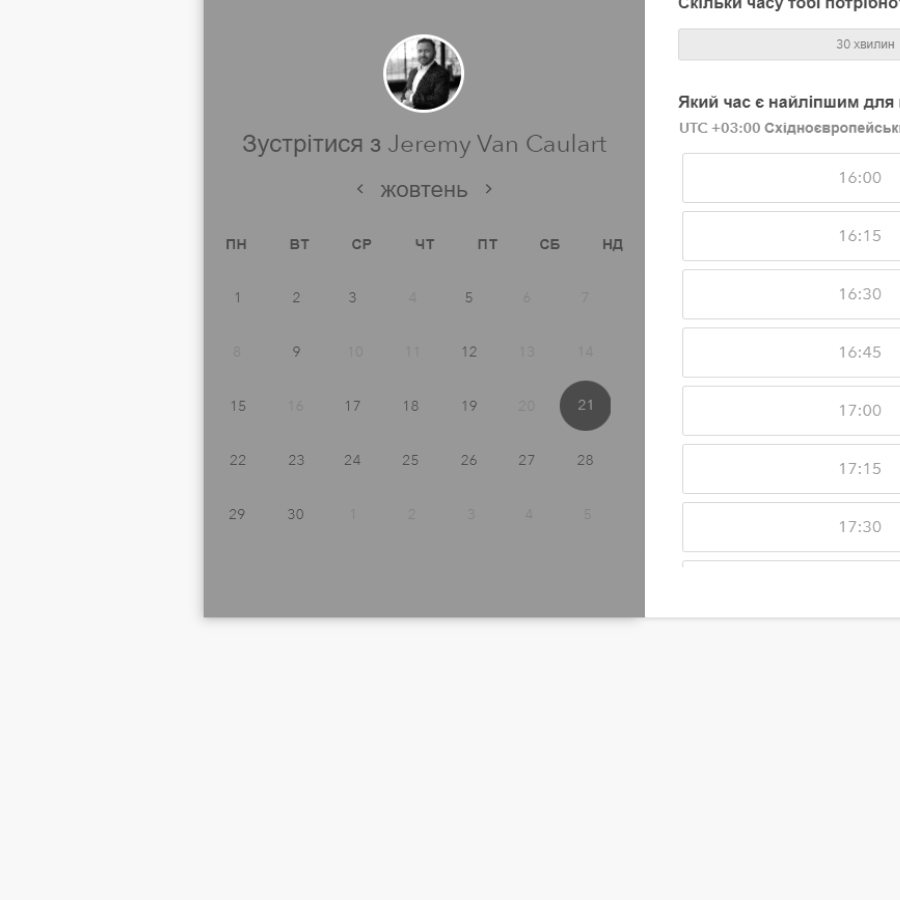 Зустрітися з Jeremy Van Caulart
‹ жовтень ›
ПН ВТ СР ЧТ ПТ СБ НД
1 2 3 4 5 6 7
8 9 10 11 12 13 14
15 16 17 18 19 20 21
22 23 24 25 26 27 28
29 30 1 2 3 4 5
Скільки часу тобі потрібно
30 хвилин
Який час є найліпшим для
UTC +03:00 Східноєвропейськ
16:00
16:15
16:30
16:45
17:00
17:15
17:30